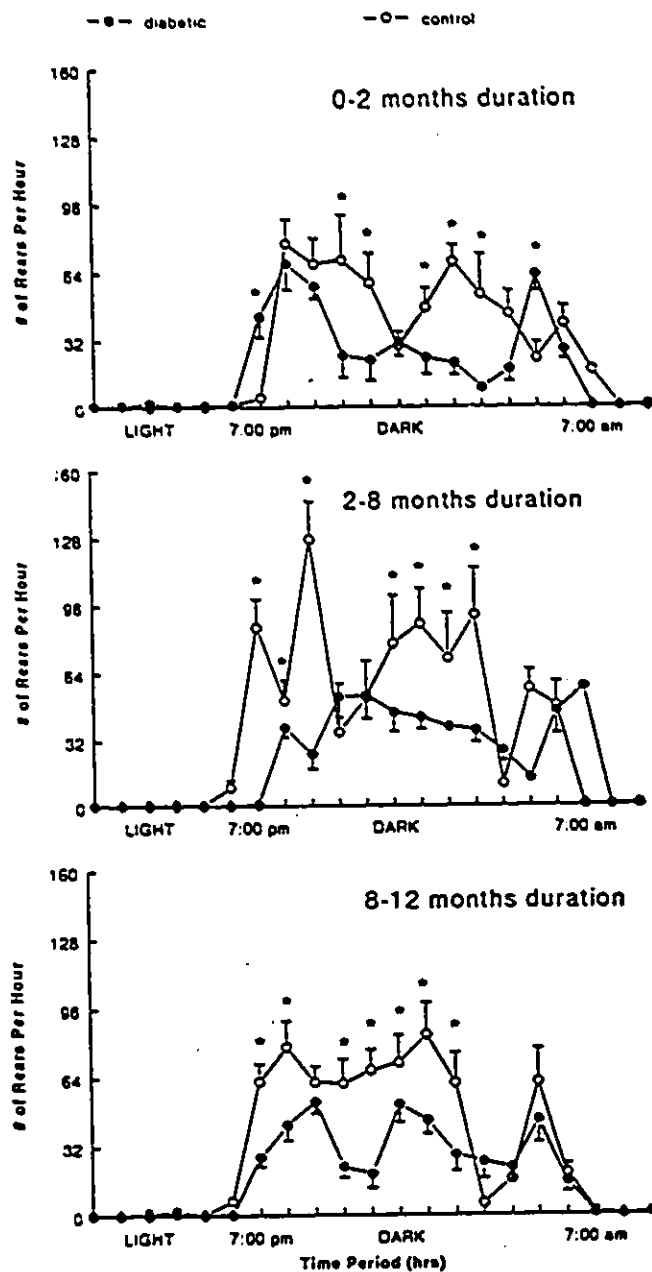 diabetic control
160
0-2 months duration
128
96
64
32
0
# of Rears Per Hour
LIGHT 7:00 pm DARK 7:00 am
160
2-8 months duration
128
96
64
32
0
# of Rears Per Hour
LIGHT 7:00 pm DARK 7:00 am
160
8-12 months duration
128
96
64
32
0
# of Rears Per Hour
LIGHT 7:00 pm DARK 7:00 am
Time Period (hrs)